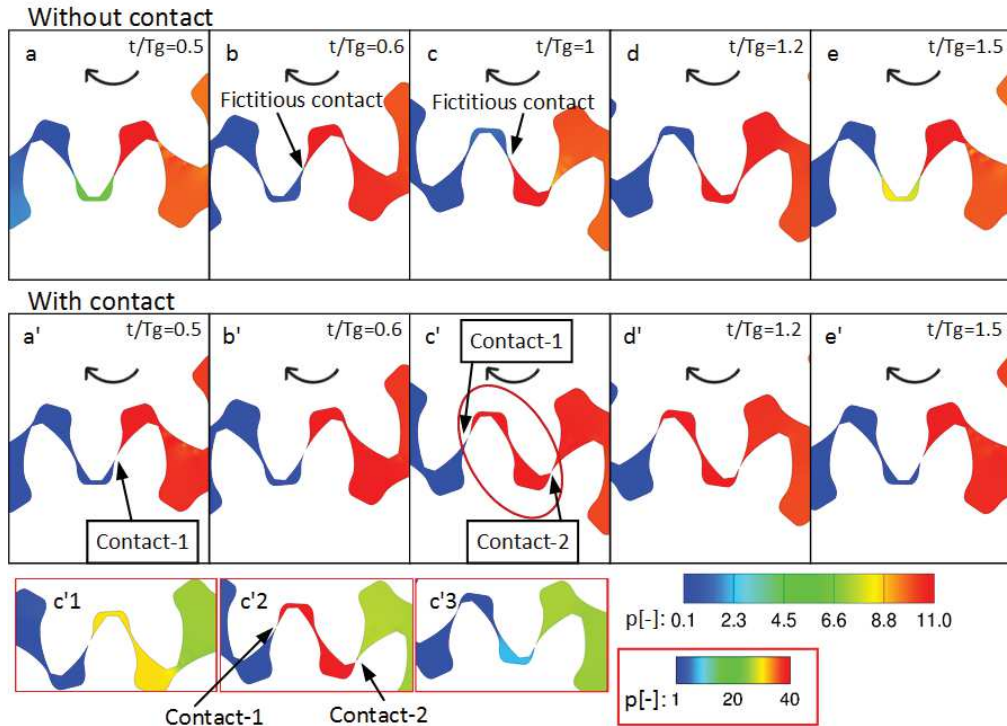 Without contact
a t/Tg=0.5
b t/Tg=0.6
c t/Tg=1
d t/Tg=1.2
e t/Tg=1.5
Fictitious contact
Fictitious contact
With contact
a' t/Tg=0.5
b' t/Tg=0.6
c'
d' t/Tg=1.2
e' t/Tg=1.5
Contact-1
Contact-1
Contact-2
c'1
c'2
c'3
Contact-1
Contact-2
p[-]: 0.1 2.3 4.5 6.6 8.8 11.0
p[-]: 1 20 40